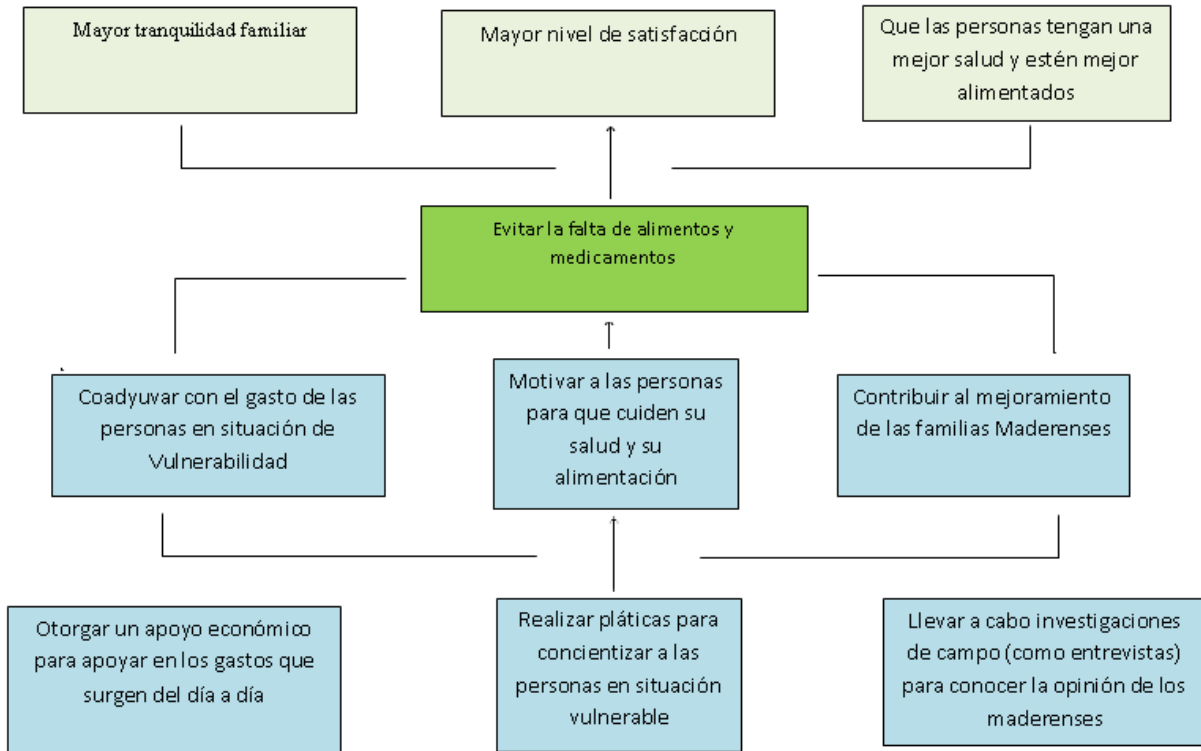 Mayor tranquilidad familiar
Mayor nivel de satisfacción
Que las personas tengan una
mejor salud y estén mejor
alimentados
Evitar la falta de alimentos y
medicamentos
Coadyuvar con el gasto de las
personas en situación de
Vulnerabilidad
Motivar a las personas
para que cuiden su
salud y su
alimentación
Contribuir al mejoramiento
de las familias Maderenses
Otorgar un apoyo económico
para apoyar en los gastos que
surgen del día a día
Realizar pláticas para
concientizar a las
personas en situación
vulnerable
Llevar a cabo investigaciones
de campo (como entrevistas)
para conocer la opinión de los
maderenses